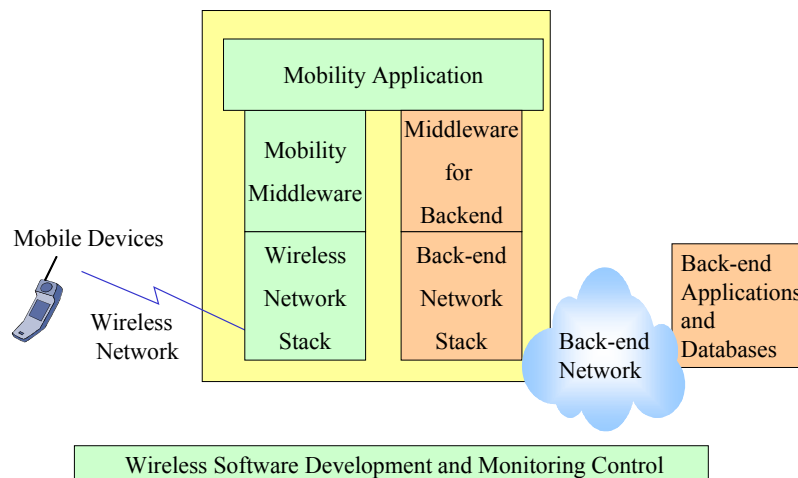 Mobility Application
Mobility
Middleware
Middleware
for
Backend
Mobile Devices
Wireless
Network
Wireless
Network
Stack
Back-end
Network
Stack
Back-end
Network
Back-end
Applications
and
Databases
Wireless Software Development and Monitoring Control